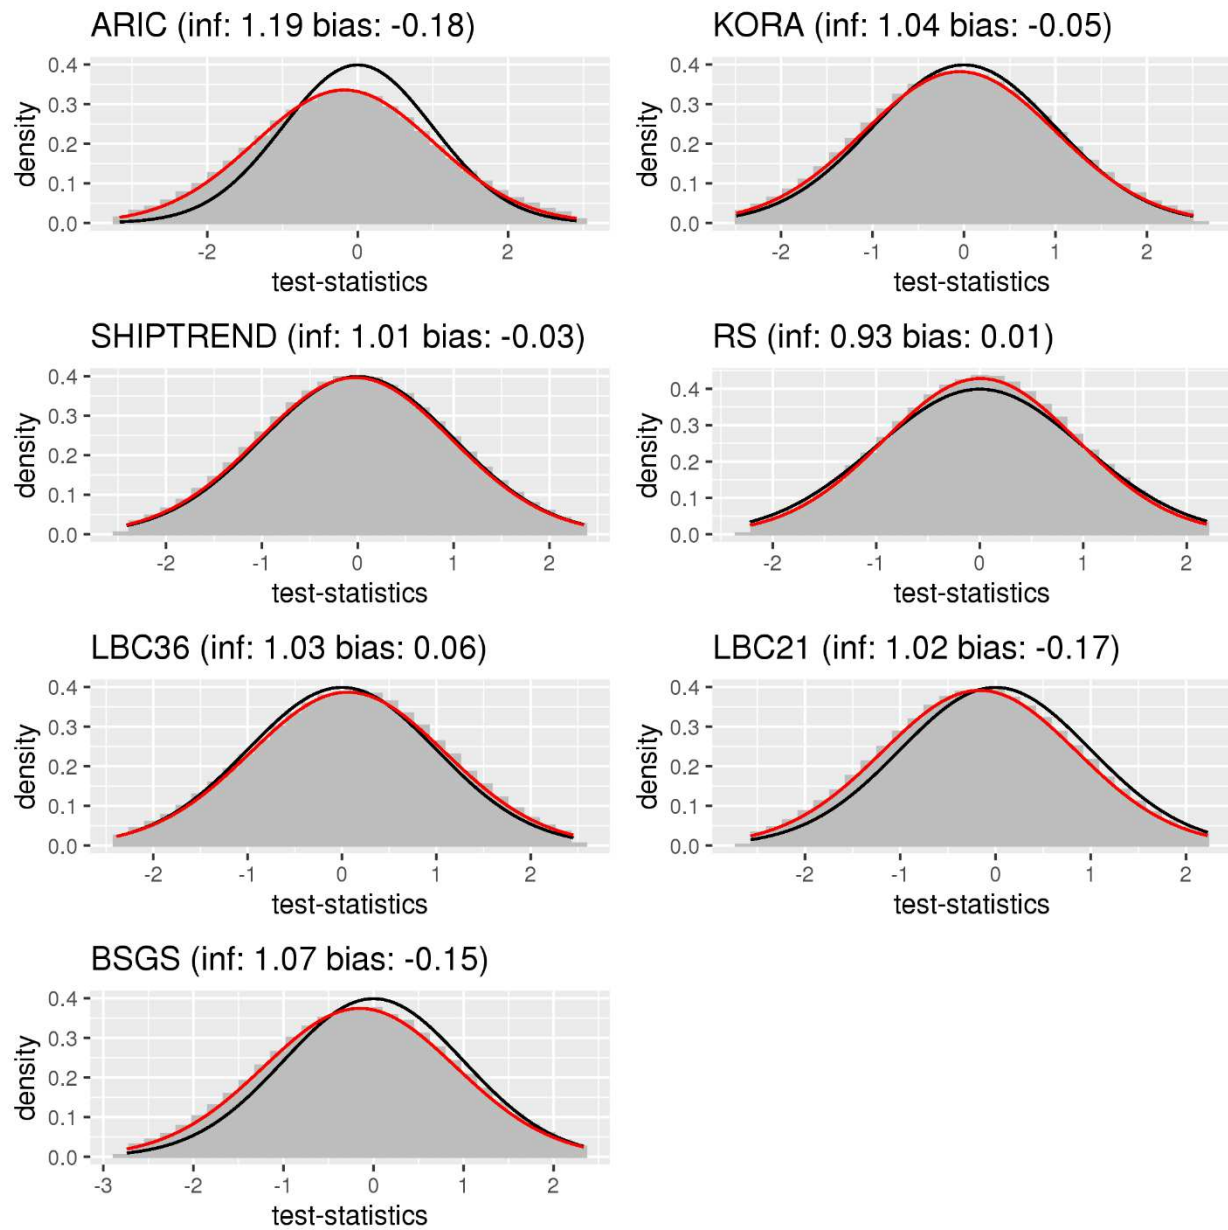 ARIC (inf: 1.19 bias: -0.18)
0.4
0.3
0.2
0.1
0.0
density
-2 0 2
test-statistics
KORA (inf: 1.04 bias: -0.05)
0.4
0.3
0.2
0.1
0.0
density
-2 -1 0 1 2
test-statistics
SHIPTREND (inf: 1.01 bias: -0.03)
0.4
0.3
0.2
0.1
0.0
density
-2 -1 0 1 2
test-statistics
RS (inf: 0.93 bias: 0.01)
0.4
0.3
0.2
0.1
0.0
density
-2 -1 0 1 2
test-statistics
LBC36 (inf: 1.03 bias: 0.06)
0.4
0.3
0.2
0.1
0.0
density
-2 -1 0 1 2
test-statistics
LBC21 (inf: 1.02 bias: -0.17)
0.4
0.3
0.2
0.1
0.0
density
-2 -1 0 1 2
test-statistics
BSGS (inf: 1.07 bias: -0.15)
0.4
0.3
0.2
0.1
0.0
density
-3 -2 -1 0 1 2
test-statistics